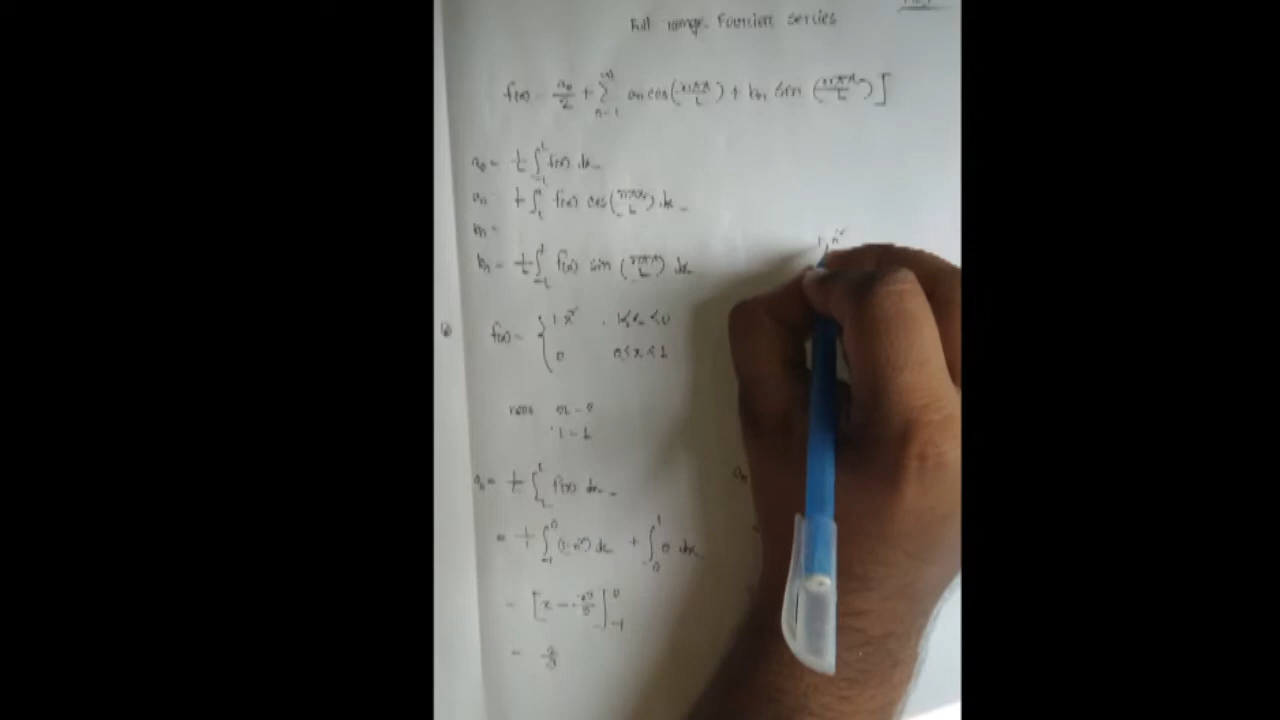 Full range Fourier series
f(x) = a0/2 + ∑ n=1 ∞ an cos(nπx/L) + bn sin (nπx/L)]
a0 = 1/L ∫ -L L f(x) dx
an 1/L ∫ f(x) cos(nπx/L) dx
bn =
bn = 1/L ∫ -L L f(x) sin (nπx/L) dx
f(x) = { 1-x² , -1<x<0
0 0≤x<1
a0 = 1/L ∫ f(x) dx
= 1/1 ∫ -1 0 (1-x²) dx + ∫ 0 1 0 dx
= [x - x³/3] 0 -1
= 2/3